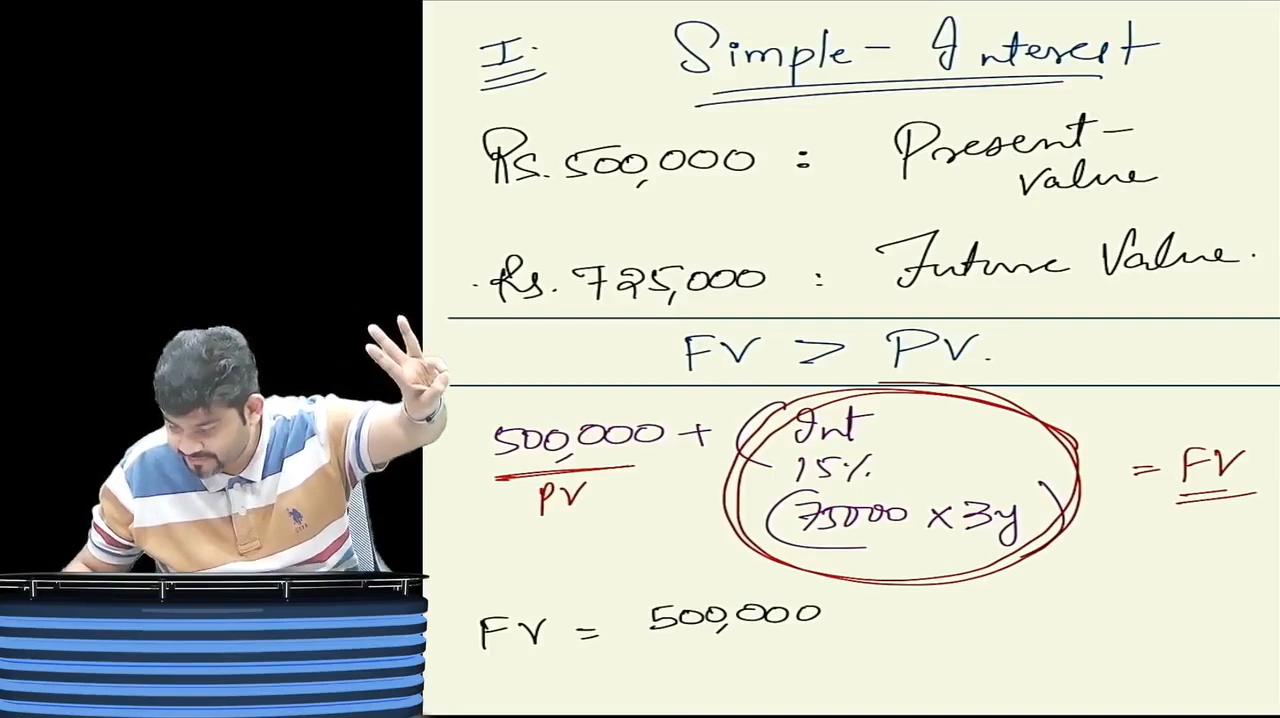 I.
Simple-Interest
Rs.500,000 : Present-
value
Rs.725,000 : Future Value.
FV > PV.
500,000 + ( Int
15%
(75000 × 3y) = FV
PV
FV = 500,000